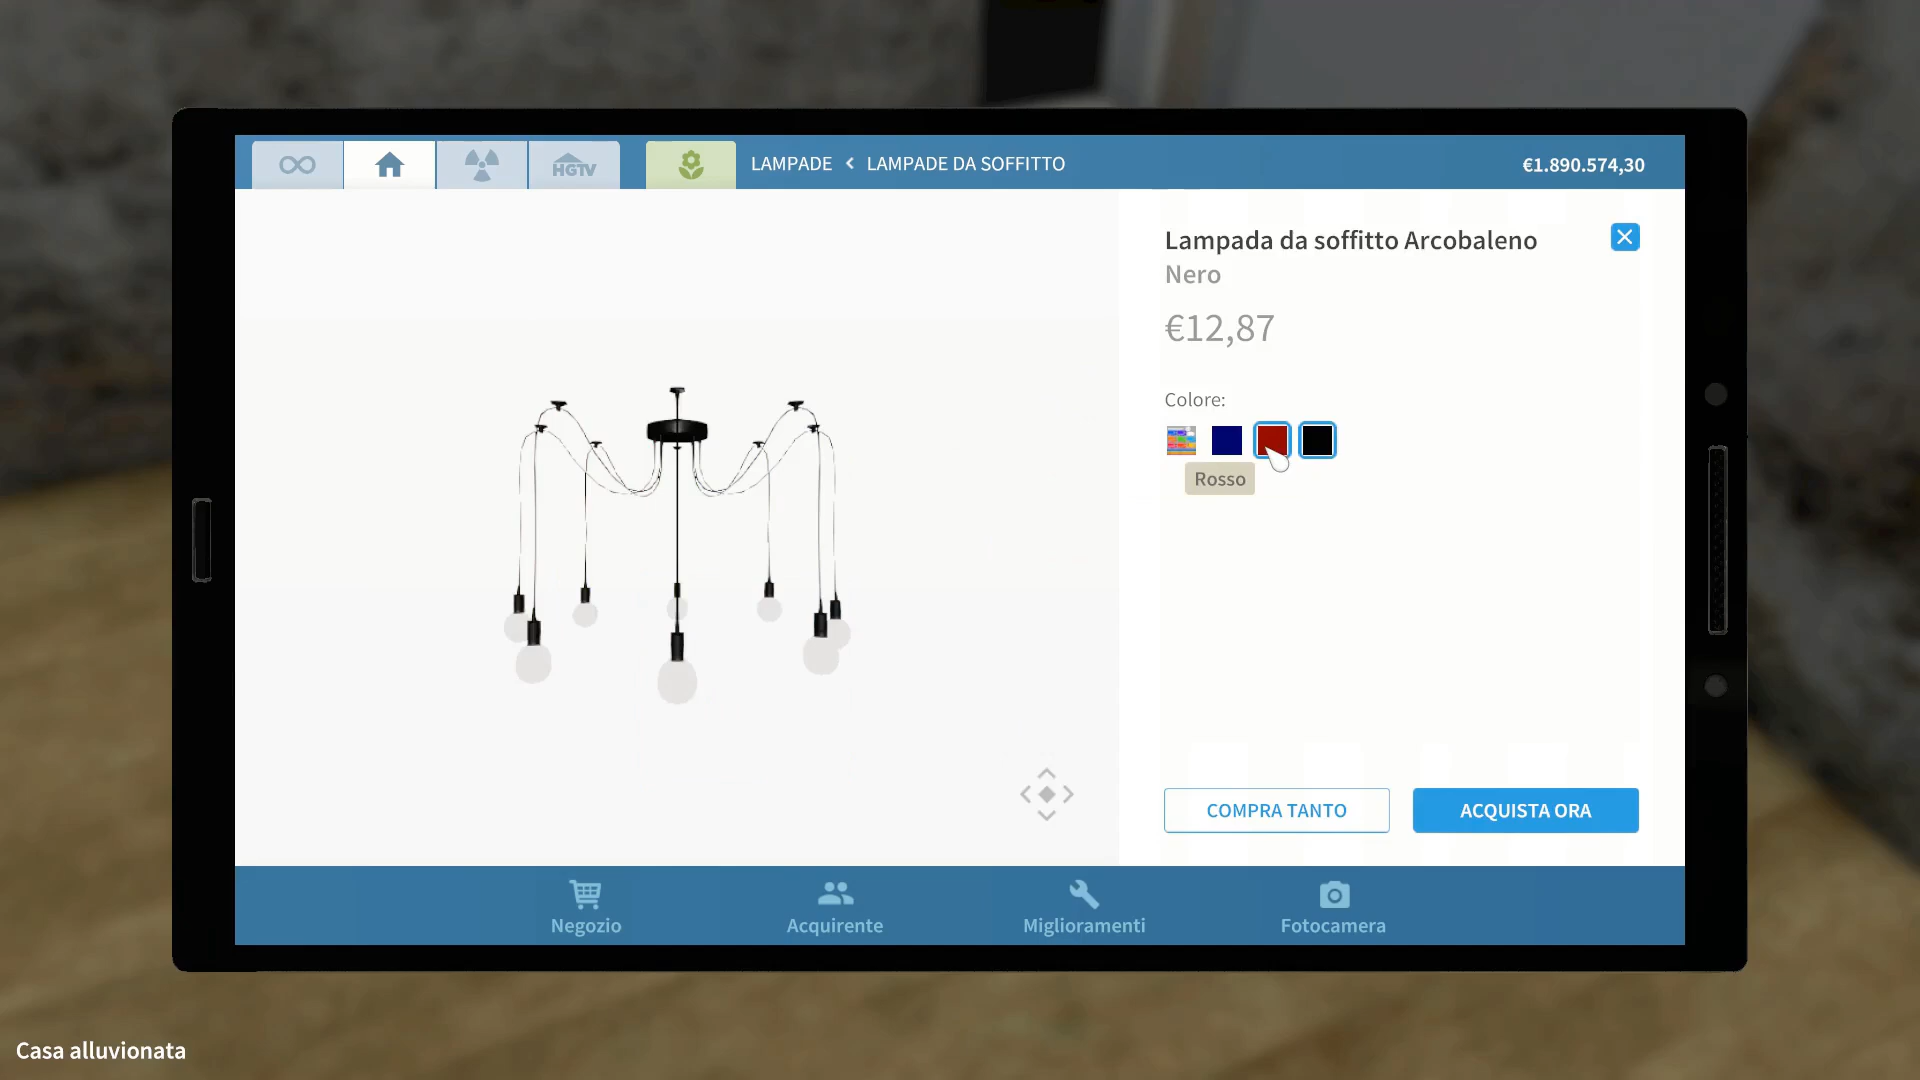 HGTV
LAMPADE < LAMPADE DA SOFFITTO
€1.890.574,30
Lampada da soffitto Arcobaleno
Nero
€12,87
Colore:
Rosso
COMPRA TANTO
ACQUISTA ORA
Negozio
Acquirente
Miglioramenti
Fotocamera
Casa alluvionata